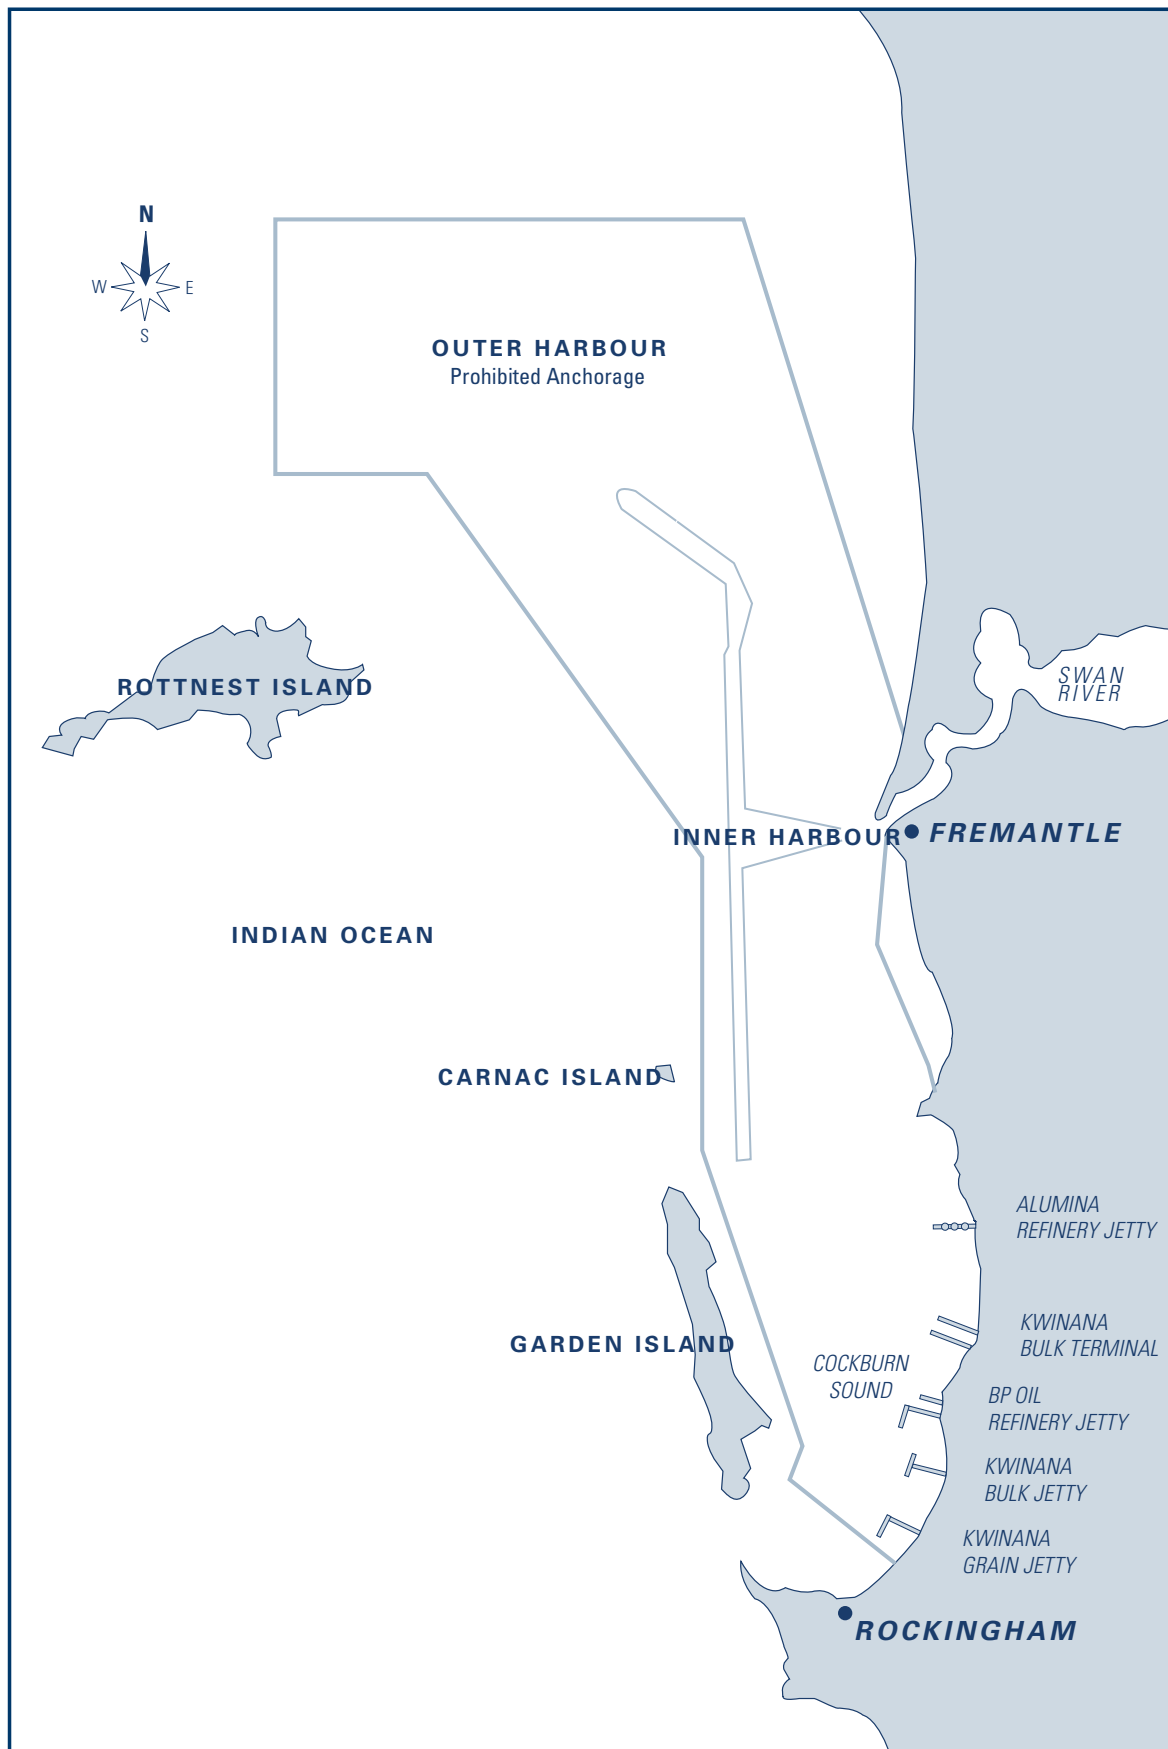 N
W
E
S
OUTER HARBOUR
Prohibited Anchorage
ROTTNEST ISLAND
SWAN
RIVER
INNER HARBOUR
FREMANTLE
INDIAN OCEAN
CARNAC ISLAND
ALUMINA
REFINERY JETTY
KWINANA
BULK TERMINAL
GARDEN ISLAND
COCKBURN
SOUND
BP OIL
REFINERY JETTY
KWINANA
BULK JETTY
KWINANA
GRAIN JETTY
ROCKINGHAM